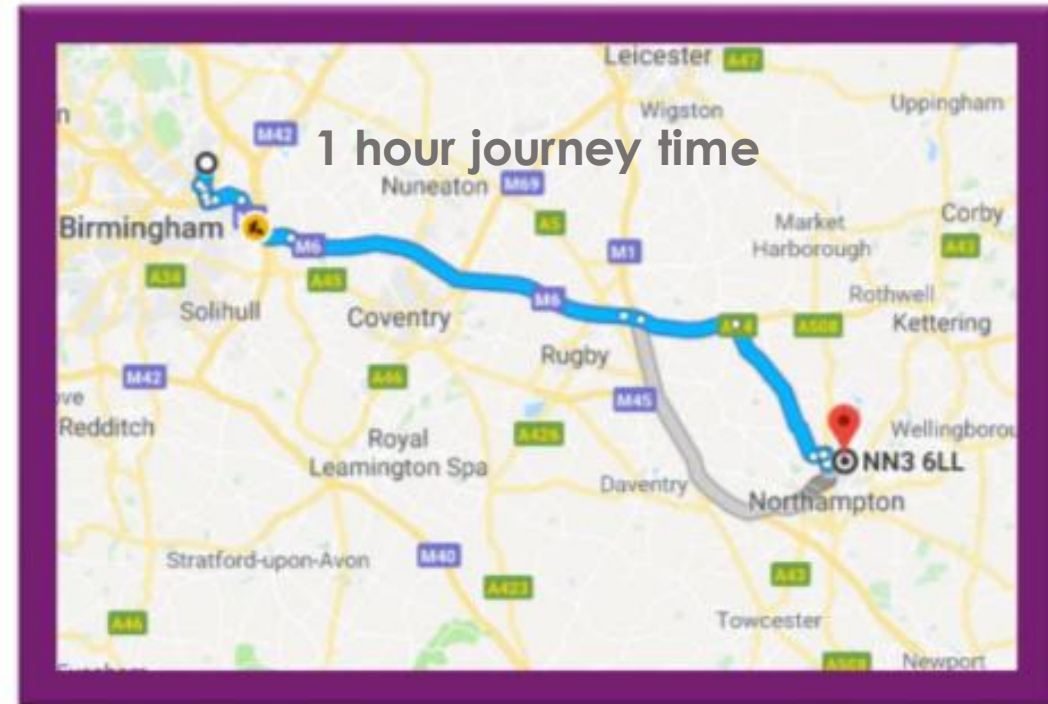 Leicester A47
Wigston
Uppingham
M42
1 hour journey time
Nuneaton M69
A5
Market
Harborough
Corby
A43
Birmingham
M6
M1
A34
A45
M6
Rothwell
Solihull
Coventry
A508
Kettering
Rugby
M42
A46
M45
Redditch
Royal
Leamington Spa
A426
Wellingborou
NN3 6LL
Daventry
Northampton
Stratford-upon-Avon
M40
A423
A43
A46
Towcester
A508
Newport